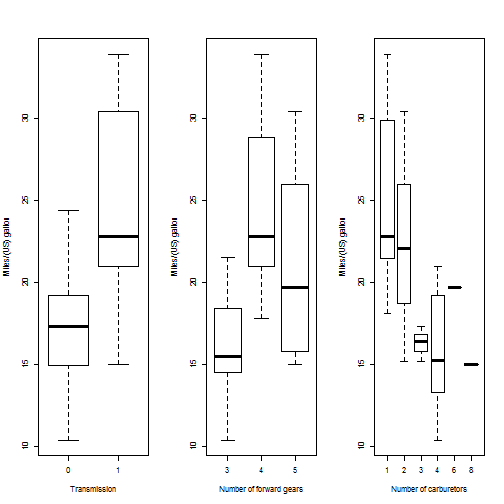 Miles/(US) gallon
10 15 20 25 30
0 1
Transmission
Miles/(US) gallon
10 15 20 25 30
3 4 5
Number of forward gears
Miles/(US) gallon
10 15 20 25 30
1 2 3 4 6 8
Number of carburetors